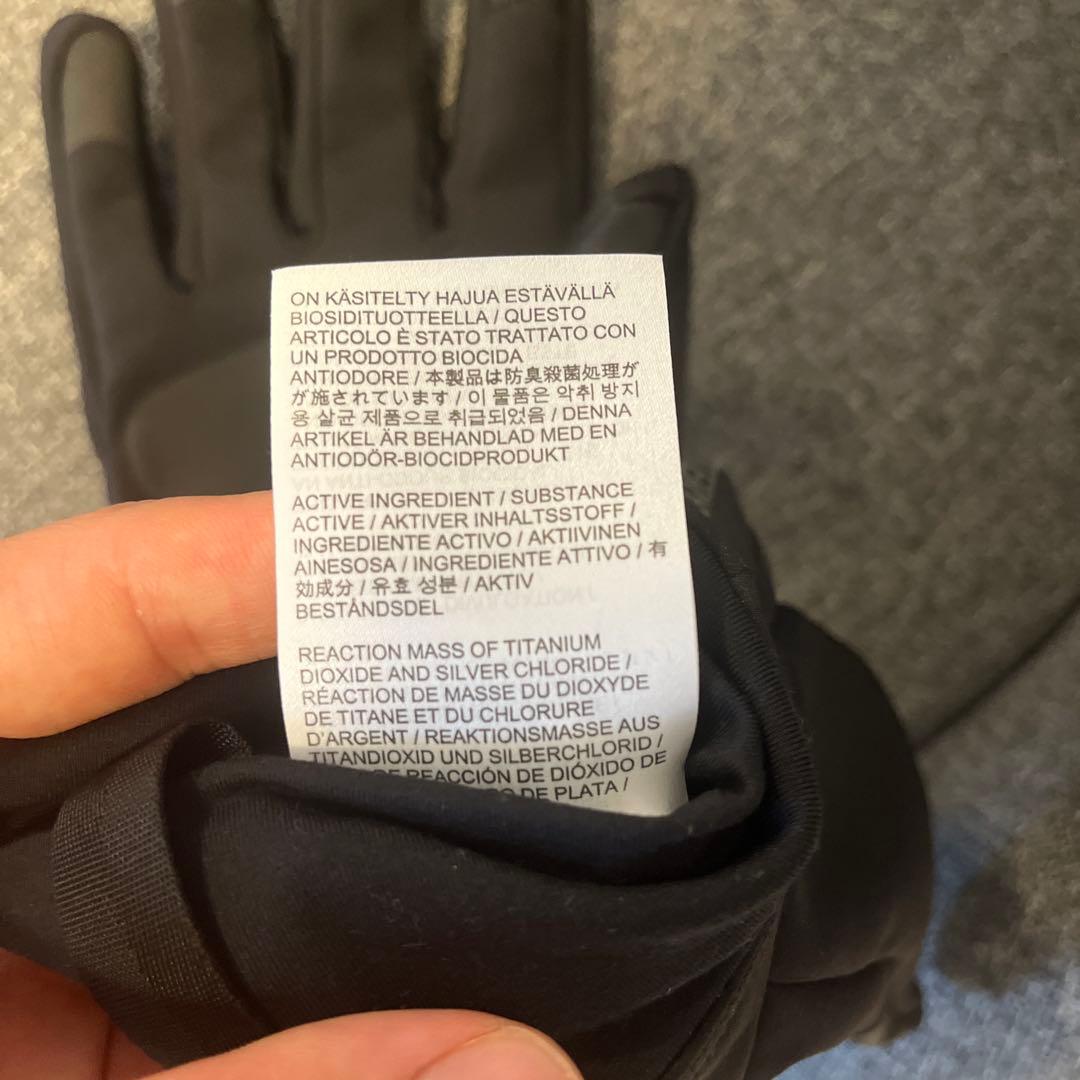 ON KÄSITELTY HAJUA ESTÄVÄLLÄ
BIOSIDITUOTTEELLA / QUESTO
ARTICOLO È STATO TRATTATO CON
UN PRODOTTO BIOCIDA
ANTIODORE / 本製品は防臭殺菌処理が
が施されています / 이 물품은 악취 방지
용 살균 제품으로 취급되었음 / DENNA
ARTIKEL ÄR BEHANDLAD MED EN
ANTIODÖR-BIOCIDPRODUKT
ACTIVE INGREDIENT / SUBSTANCE
ACTIVE / AKTIVER INHALTSSTOFF /
INGREDIENTE ACTIVO / AKTIIVINEN
AINESOSA / INGREDIENTE ATTIVO / 有
効成分 / 유효 성분 / AKTIV
BESTÅNDSDEL
REACTION MASS OF TITANIUM
DIOXIDE AND SILVER CHLORIDE /
RÉACTION DE MASSE DU DIOXYDE
DE TITANE ET DU CHLORURE
D'ARGENT / REAKTIONSMASSE AUS
TITANDIOXID UND SILBERCHLORID /
REACCIÓN DE DIÓXIDO DE
DE PLATA /